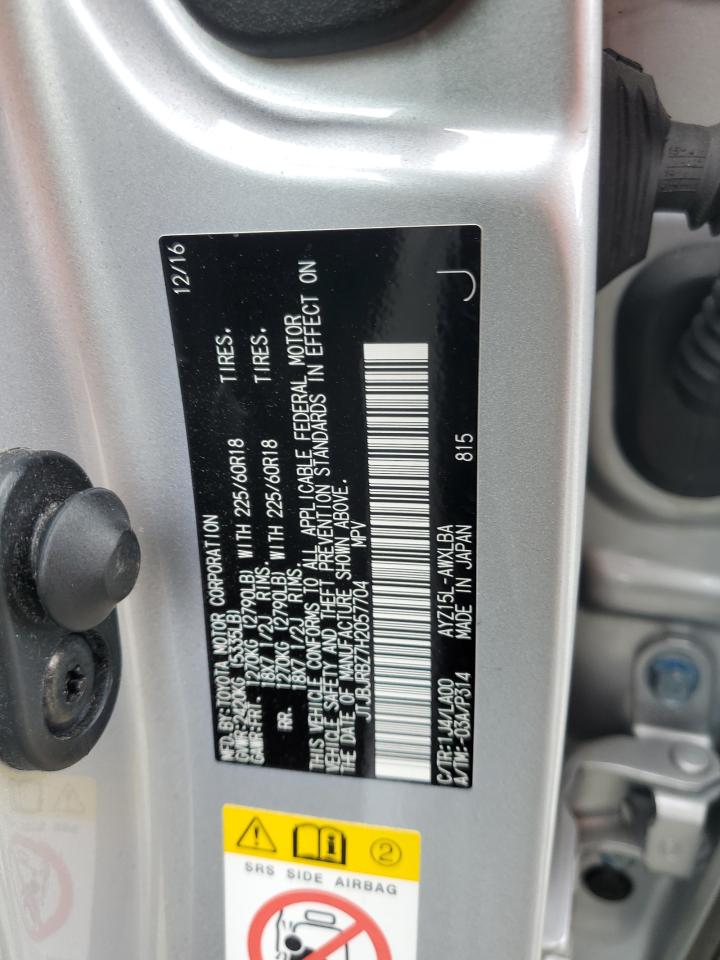 12/16
MFD. BY: TOYOTA MOTOR CORPORATION
GVWR: 2420KG (5335LB)
GAWR: FRT. 1270KG (2790LB) WITH 225/60R18 TIRES.
18X7 1/2J RIMS.
RR. 1270KG (2790LB) WITH 225/60R18 TIRES.
18X7 1/2J RIMS.
THIS VEHICLE CONFORMS TO ALL APPLICABLE FEDERAL MOTOR
VEHICLE SAFETY AND THEFT PREVENTION STANDARDS IN EFFECT ON
THE DATE OF MANUFACTURE SHOWN ABOVE.
JTJBJRBZ7H2057704 MPV
C/TR:1J4/LA00 AYZ15L-AWXLBA 815 J
A/TM:-03A/P314 MADE IN JAPAN
2
SRS SIDE AIRBAG